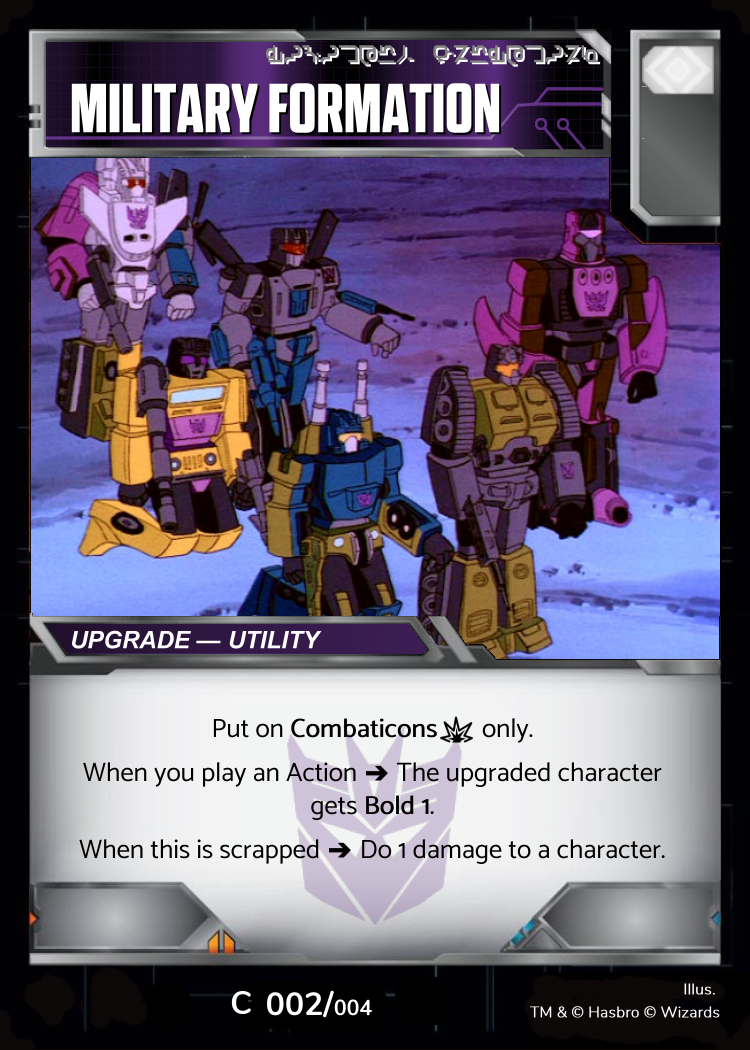 MILITARY FORMATION
UPGRADE — UTILITY
Put on Combaticons only.
When you play an Action ➔ The upgraded character
gets Bold 1.
When this is scrapped ➔ Do 1 damage to a character.
C 002/004
Illus.
TM & © Hasbro © Wizards